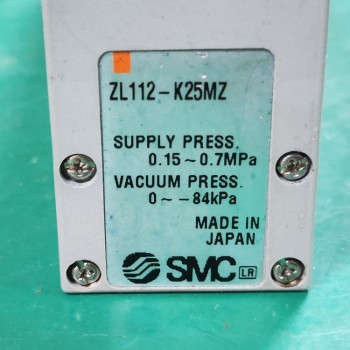 ZL112-K25MZ
SUPPLY PRESS.
0.15~0.7MPa
VACUUM PRESS.
0~-84kPa
MADE IN
JAPAN
SMC LR